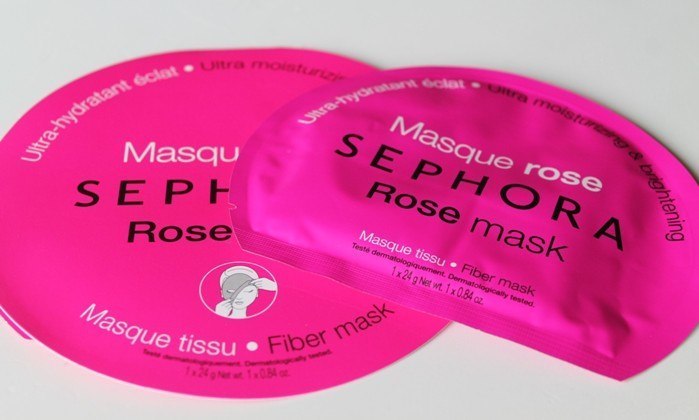 Ultra-hydratant éclat • Ultra moisturizing
Masqu
SEPH
Rose
Masque tissu • Fiber mask
Testé dermatologiquement. Dermatologically tested.
1 x 24 g Net wt. 1 x 0.84 oz.
Ultra-hydratant éclat • Ultra moisturizing & brightening
Masque rose
SEPHORA
Rose mask
Masque tissu • Fiber mask
Testé dermatologiquement. Dermatologically tested.
1 x 24 g Net wt. 1 x 0.84 oz.